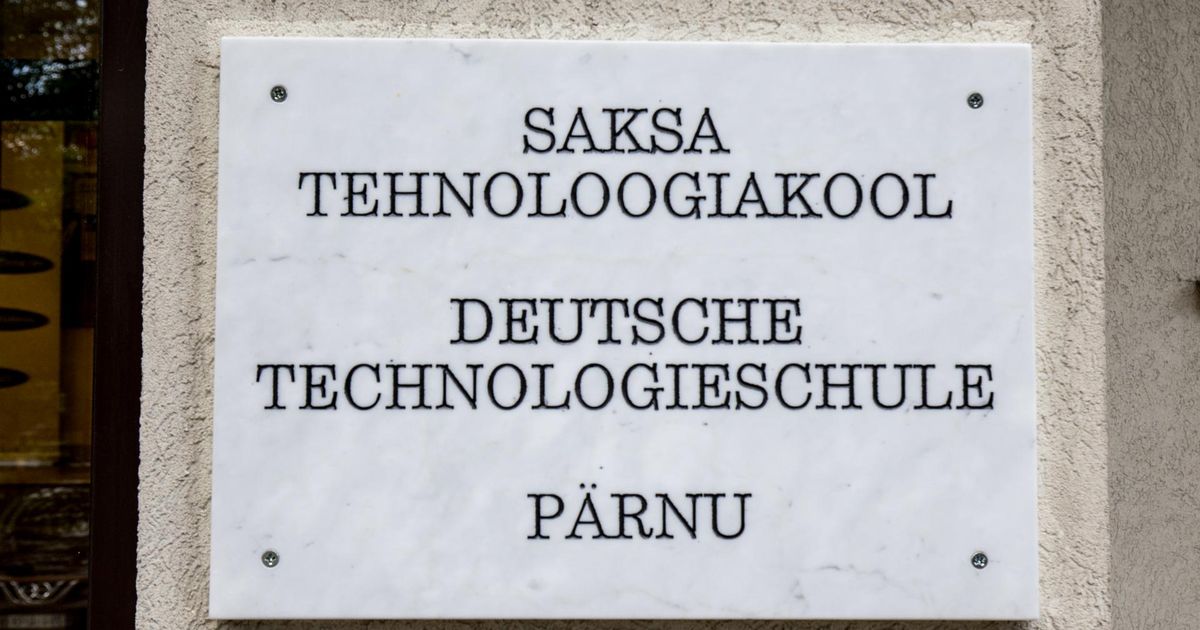 SAKSA
TEHNOLOOGIAKOOL
DEUTSCHE
TECHNOLOGIESCHULE
PÄRNU